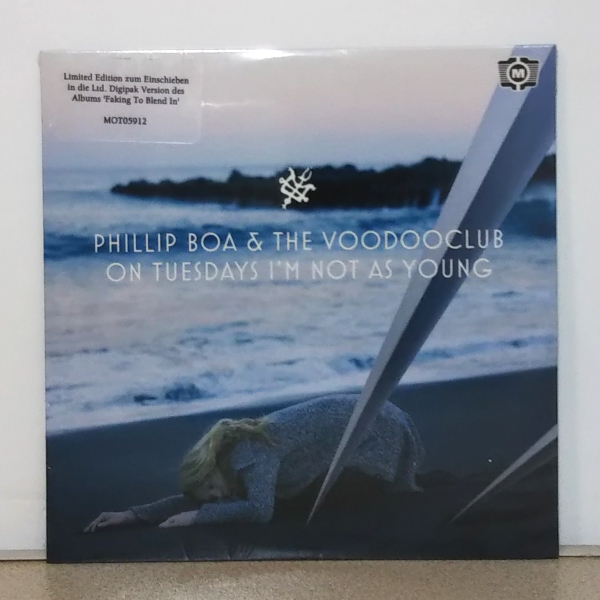 Limited Edition zum Einschieben
in die Ltd. Digipak Version des
Albums 'Faking To Blend In'
MOT05912
M
PHILLIP BOA & THE VOODOOCLUB
ON TUESDAYS I'M NOT AS YOUNG